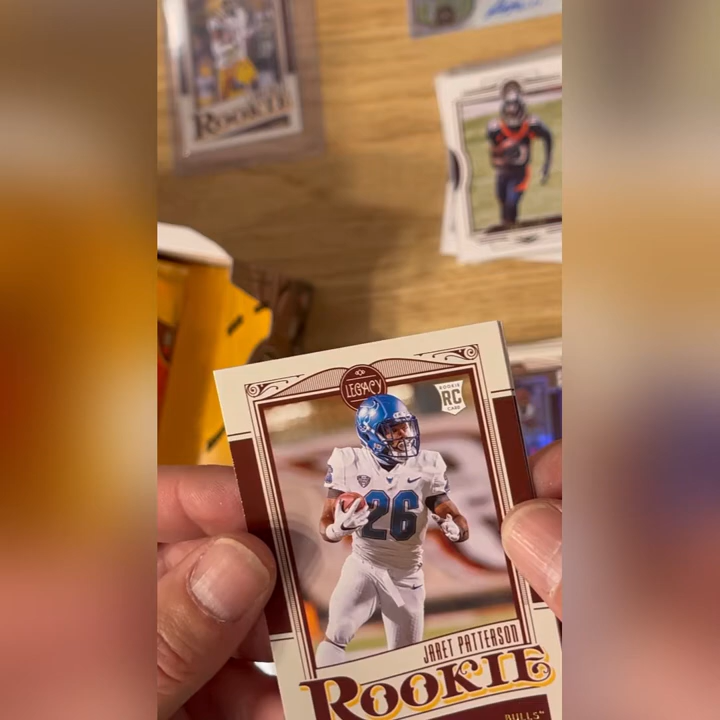 ROOKIE
LEGACY
ROOKIE
RC
CARD
26
JARET PATTERSON
ROOKIE
BULLS